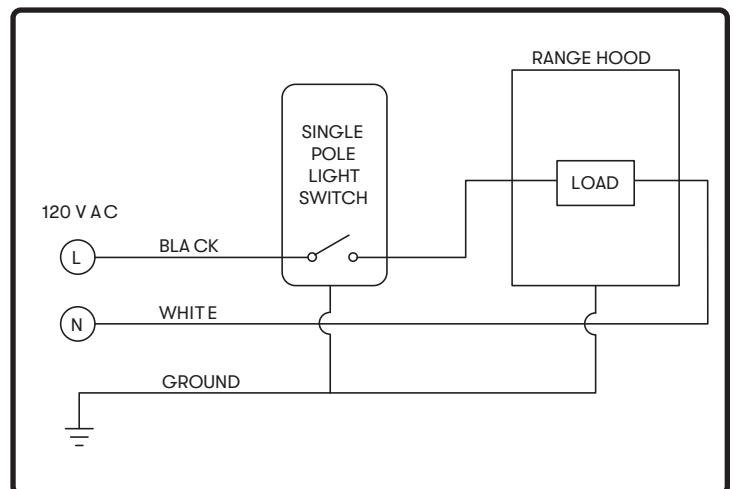 RANGE HOOD
SINGLE
POLE
LIGHT
SWITCH
LOAD
120 V AC
L
BLACK
N
WHITE
GROUND